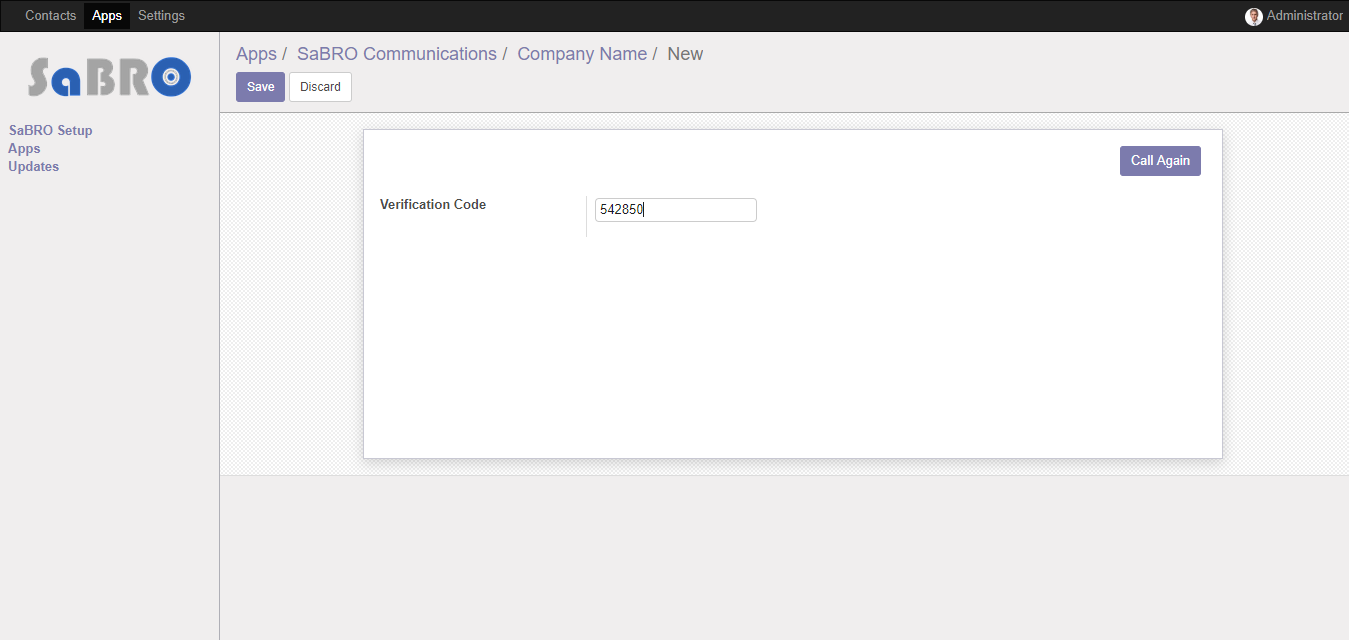 Contacts Apps Settings Administrator
SaBRO
SaBRO Setup
Apps
Updates
Apps / SaBRO Communications / Company Name / New
Save Discard
Call Again
Verification Code 542850